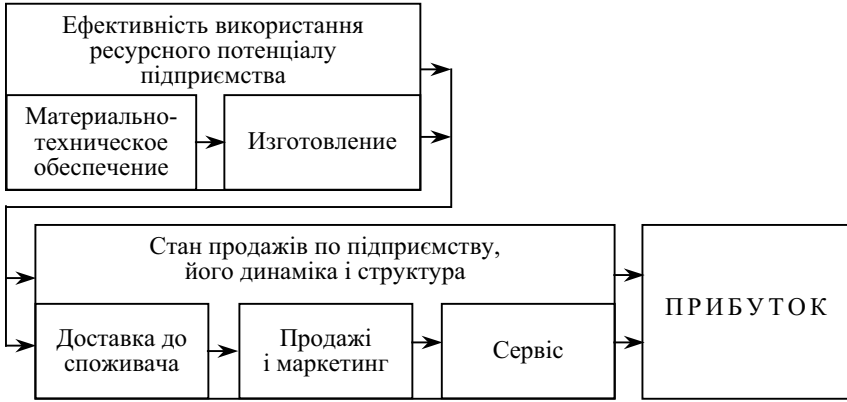 Ефективність використання
ресурсного потенціалу
підприємства
Материально-
техническое
обеспечение
Изготовление
Стан продажів по підприємству,
його динаміка і структура
Доставка до
споживача
Продажі
і маркетинг
Сервіс
ПРИБУТОК